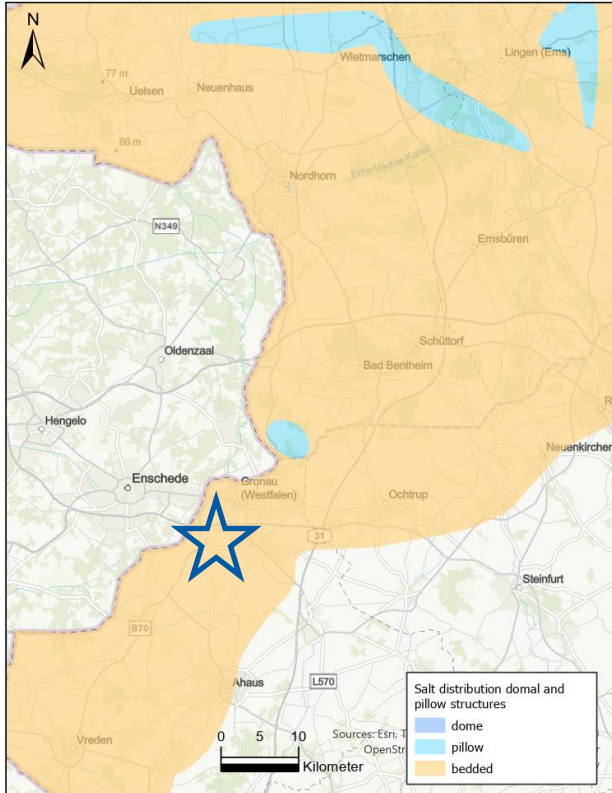 N
Wietmarschen
Lingen (Ems)
77 m
Uelsen
Neuenhaus
86 m
Nordhorn
Ems-Vechte-Kanal
N349
Emsbüren
Oldenzaal
Schüttorf
Bad Bentheim
Hengelo
R
Neuenkirchen
Enschede
Gronau
(Westfalen)
Ochtrup
31
Steinfurt
B70
Ahaus
L570
Vreden
0 5 10
Kilometer
Sources: Esri, T
OpenStr
Salt distribution domal and
pillow structures
dome
pillow
bedded